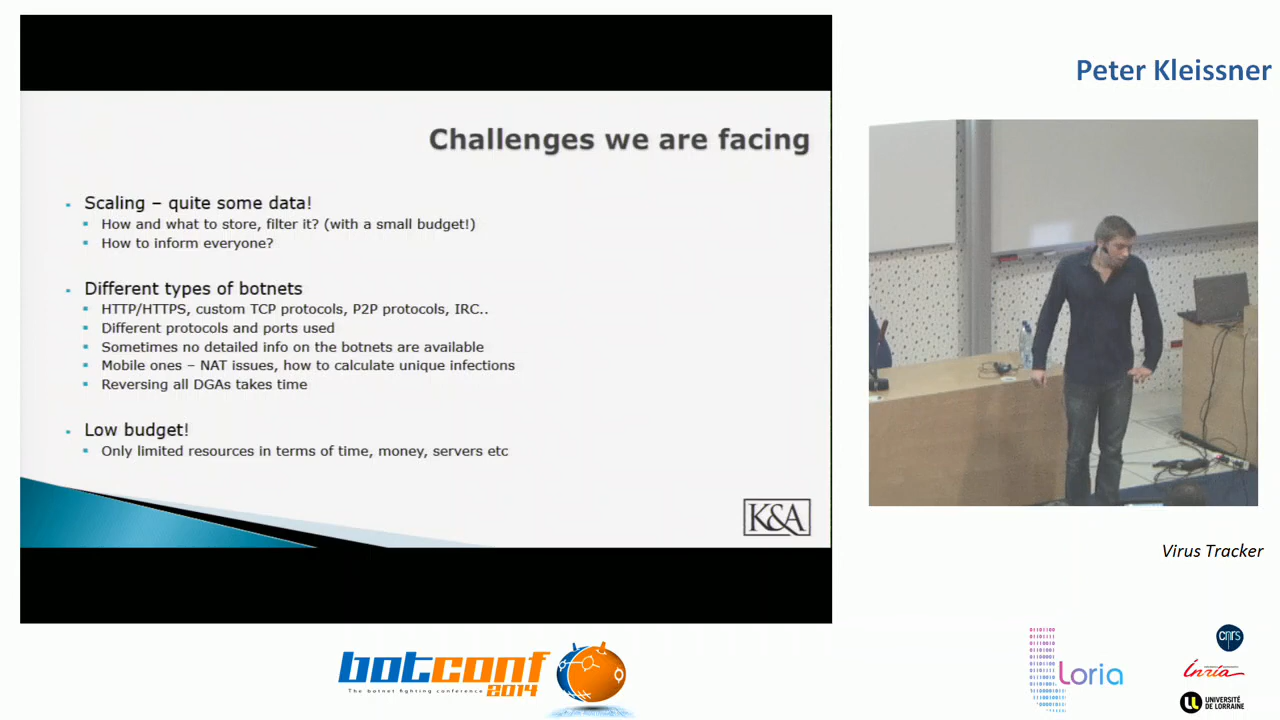 Peter Kleissner
Challenges we are facing
Scaling – quite some data!
How and what to store, filter it? (with a small budget!)
How to inform everyone?
Different types of botnets
HTTP/HTTPS, custom TCP protocols, P2P protocols, IRC..
Different protocols and ports used
Sometimes no detailed info on the botnets are available
Mobile ones – NAT issues, how to calculate unique infections
Reversing all DGAs takes time
Low budget!
Only limited resources in terms of time, money, servers etc
K&A
Virus Tracker
botconf
The botnet fighting conference
2014
Loria
cnrs
inria
UNIVERSITÉ
DE LORRAINE